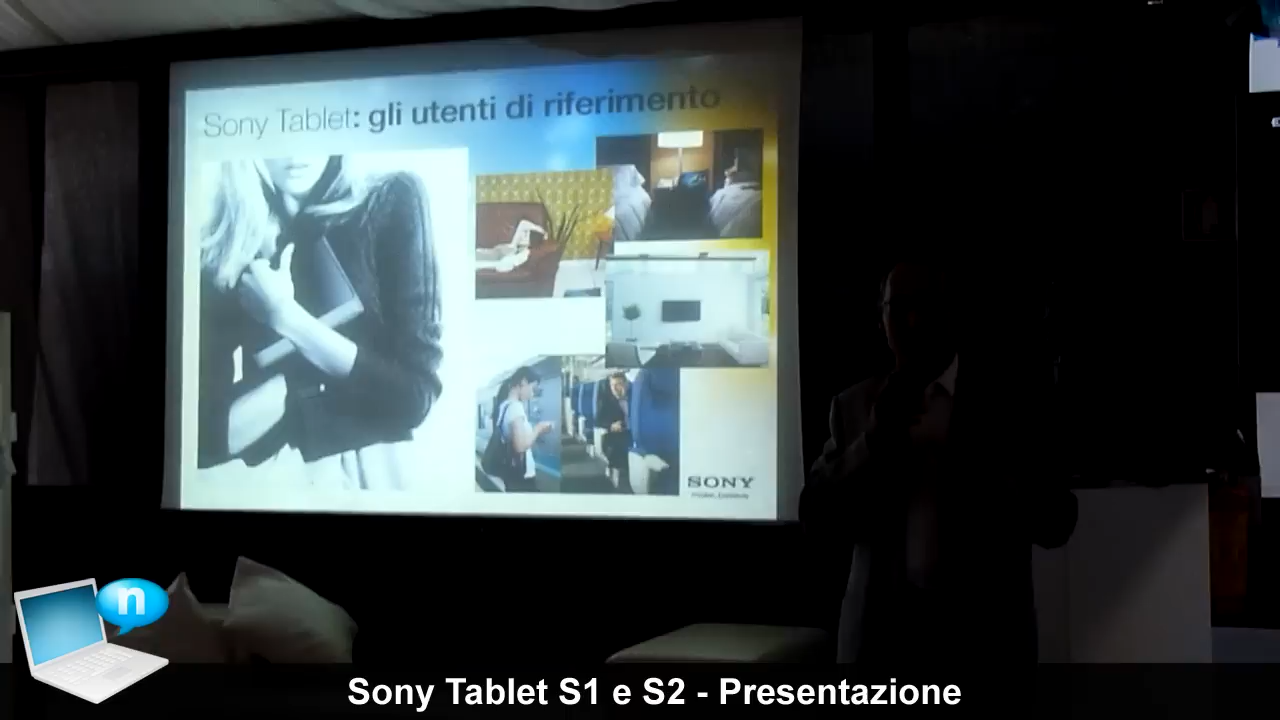 Sony Tablet: gli utenti di riferimento
SONY
n
Sony Tablet S1 e S2 - Presentazione